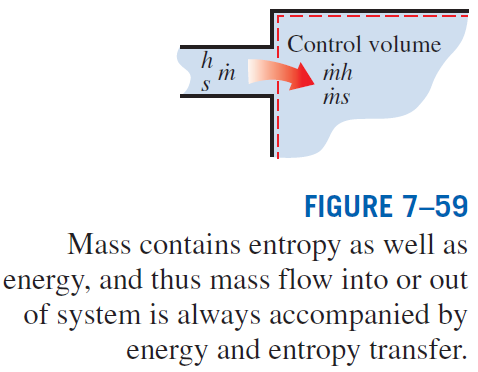 Control volume
h
ṁ
s
ṁh
ṁs
FIGURE 7–59
Mass contains entropy as well as
energy, and thus mass flow into or out
of system is always accompanied by
energy and entropy transfer.